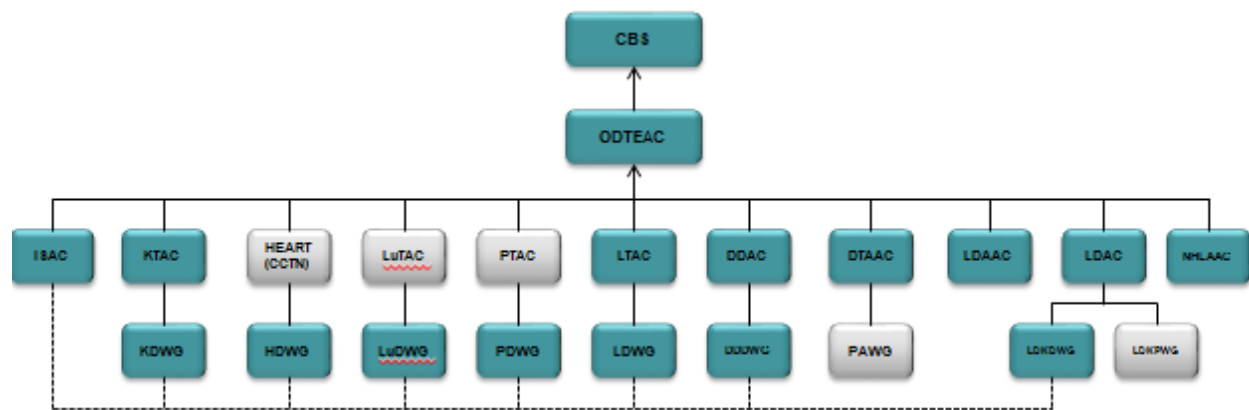 CBS
ODTEAC
ISAC KTAC HEART LuTAC PTAC LTAC DDAC DTAAC LDAAC LDAC NHLAAC
(CCTN)
KDWG HDWG LuDWG PDWG LDWG DDDWG PAWG LDKDWG LDKPWG